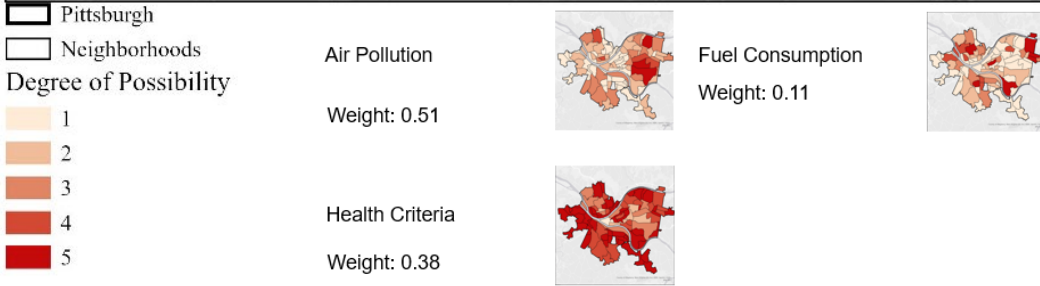 Pittsburgh
Neighborhoods
Degree of Possibility
1
2
3
4
5
Air Pollution
Weight: 0.51
Fuel Consumption
Weight: 0.11
Health Criteria
Weight: 0.38